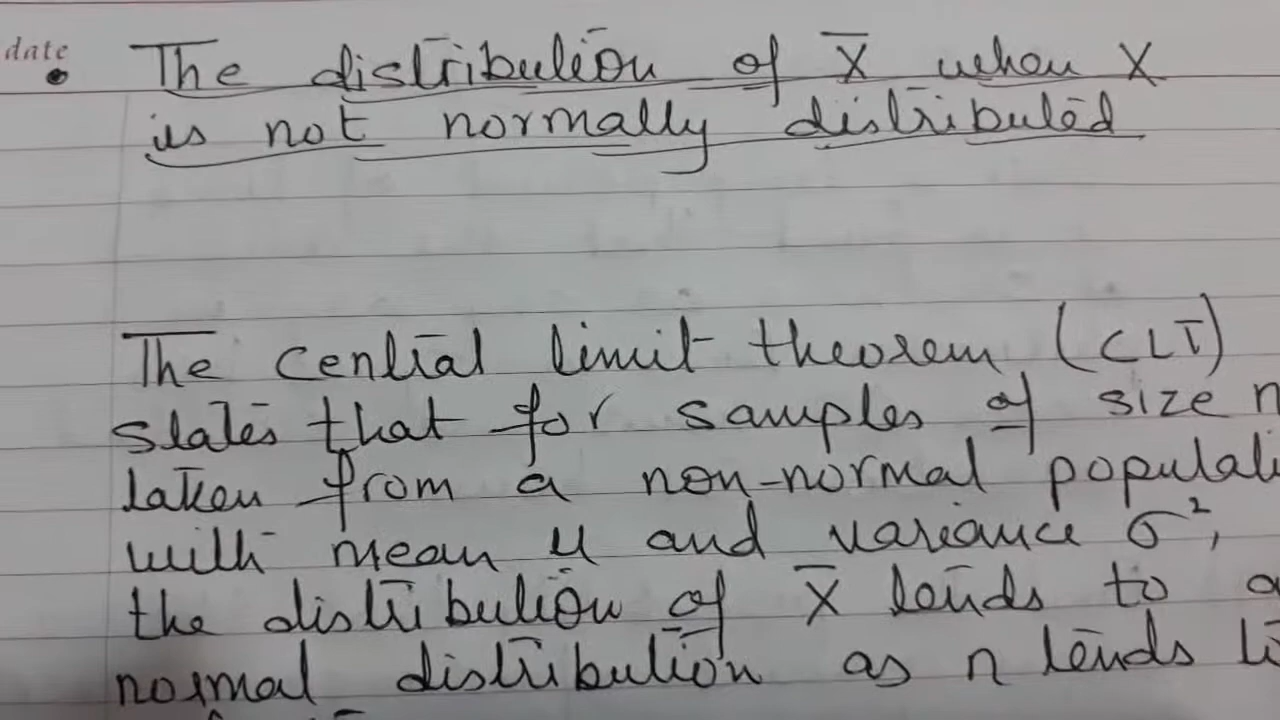 date
The distribution of X̄ when X
is not normally distributed
The central limit theorem (CLT)
states that for samples of size n
taken from a non-normal populati
with mean μ and variance σ²,
the distribution of X̄ tends to a
normal distribution as n tends to